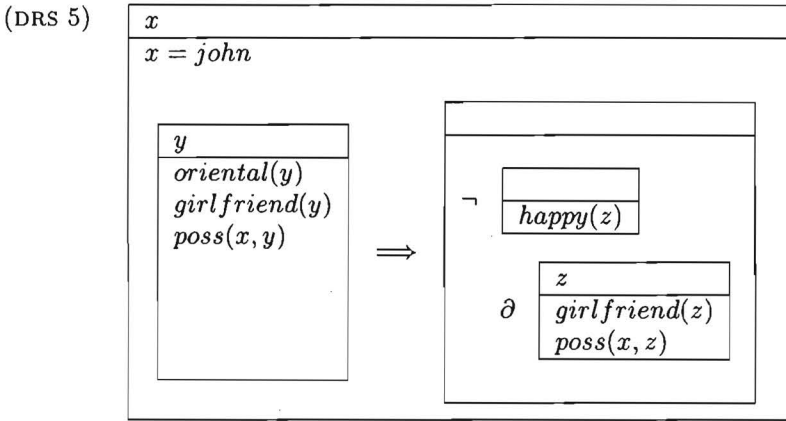 (DRS 5)
x
x = john
y
oriental(y)
girlfriend(y)
poss(x, y)
⟹
¬
happy(z)
∂
z
girlfriend(z)
poss(x, z)